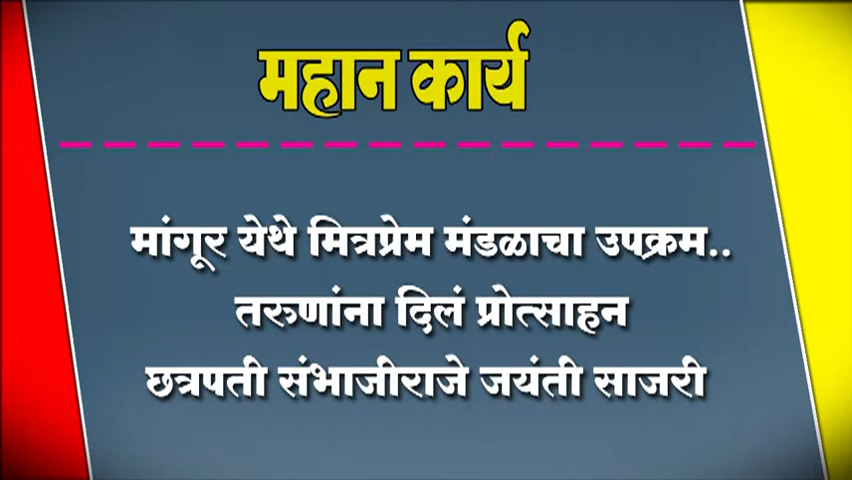 महान कार्य
मांगूर येथे मित्रप्रेम मंडळाचा उपक्रम..
तरुणांना दिलं प्रोत्साहन
छत्रपती संभाजीराजे जयंती साजरी